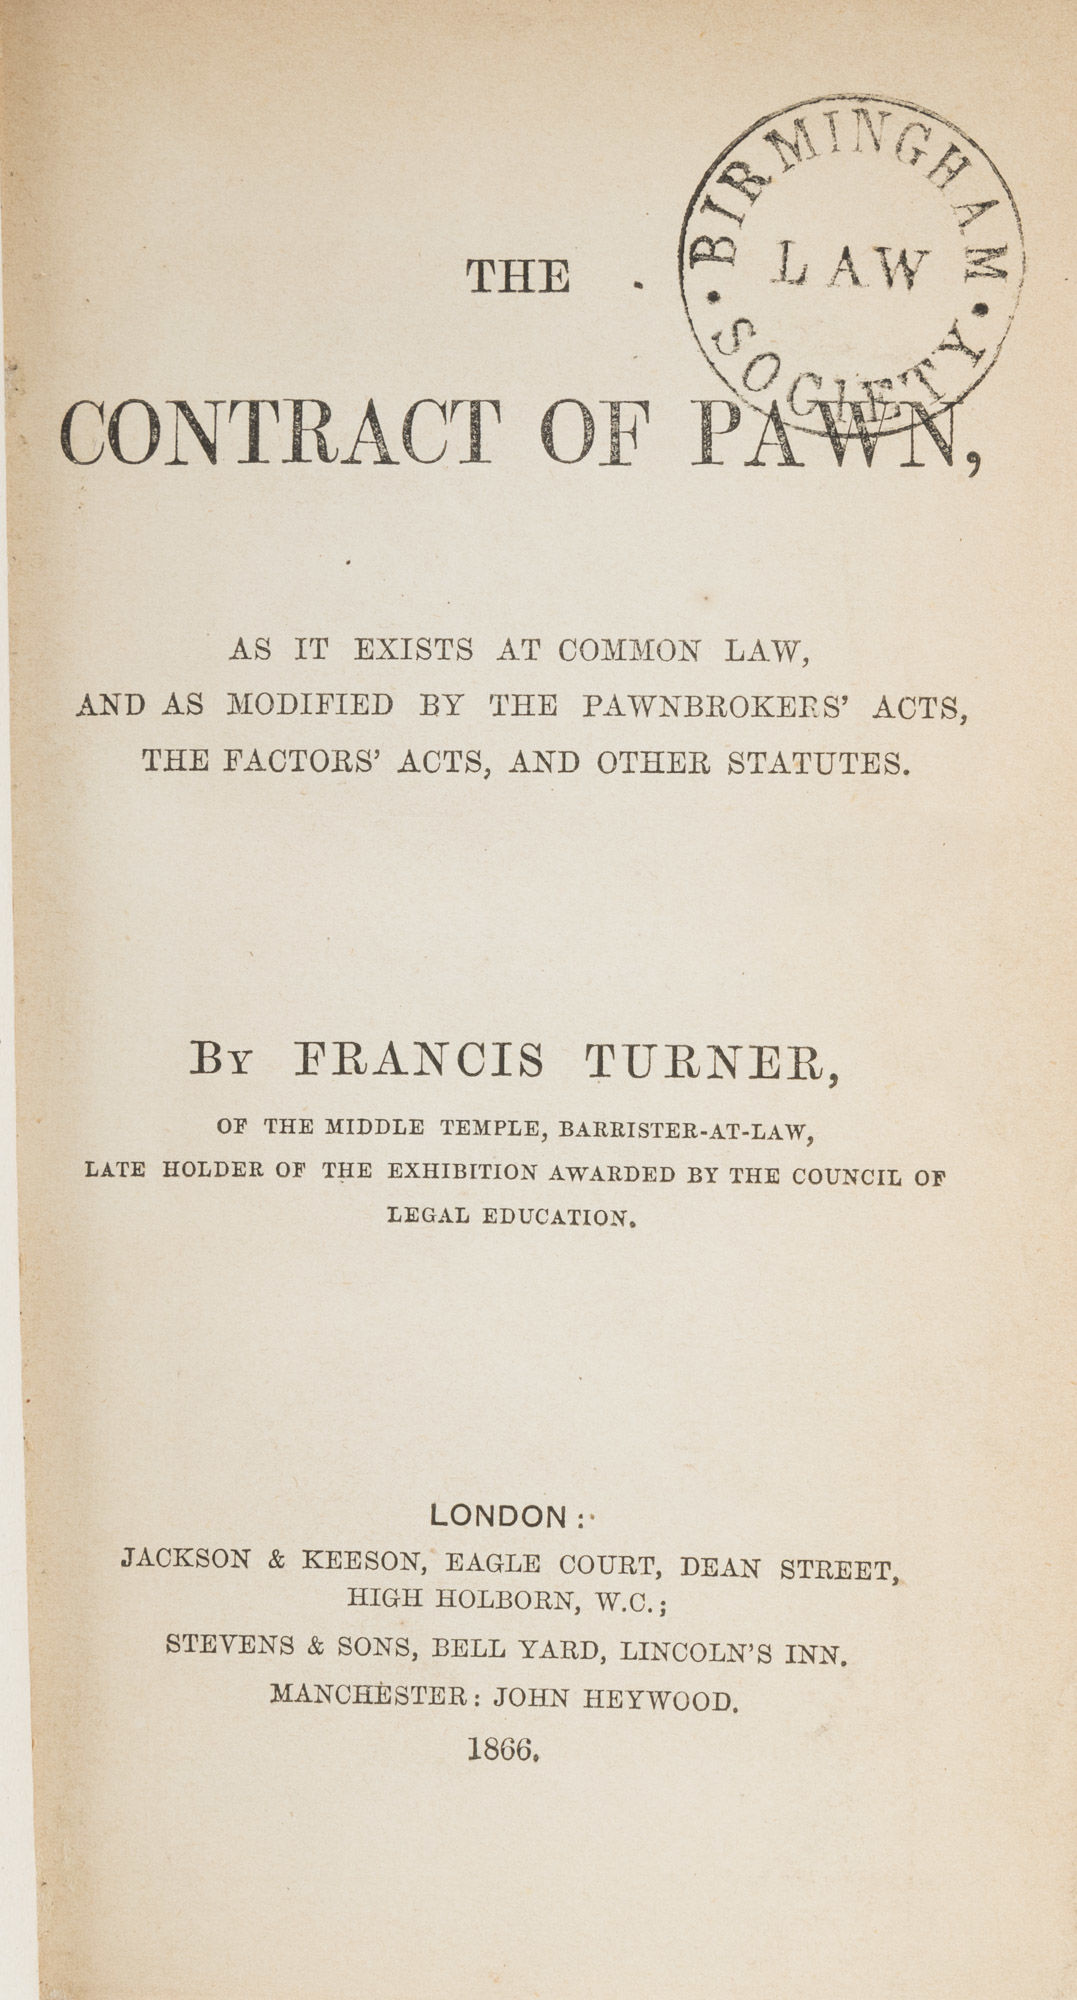 BIRMINGHAM
LAW
SOCIETY
THE
CONTRACT OF PAWN,
AS IT EXISTS AT COMMON LAW,
AND AS MODIFIED BY THE PAWNBROKERS' ACTS,
THE FACTORS' ACTS, AND OTHER STATUTES.
BY FRANCIS TURNER,
OF THE MIDDLE TEMPLE, BARRISTER-AT-LAW,
LATE HOLDER OF THE EXHIBITION AWARDED BY THE COUNCIL OF
LEGAL EDUCATION.
LONDON:
JACKSON & KEESON, EAGLE COURT, DEAN STREET,
HIGH HOLBORN, W.C.;
STEVENS & SONS, BELL YARD, LINCOLN'S INN.
MANCHESTER: JOHN HEYWOOD.
1866.